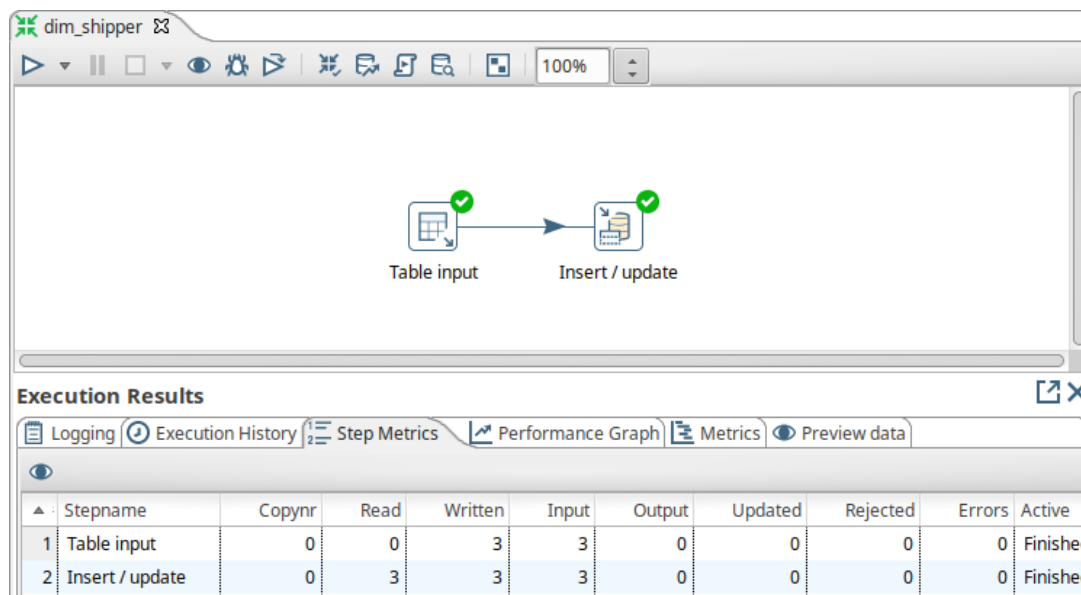 dim_shipper
100%
Table input Insert / update
Execution Results
Logging Execution History Step Metrics Performance Graph Metrics Preview data
Stepname Copynr Read Written Input Output Updated Rejected Errors Active
1 Table input 0 0 3 3 0 0 0 0 Finishe
2 Insert / update 0 3 3 3 0 0 0 0 Finishe